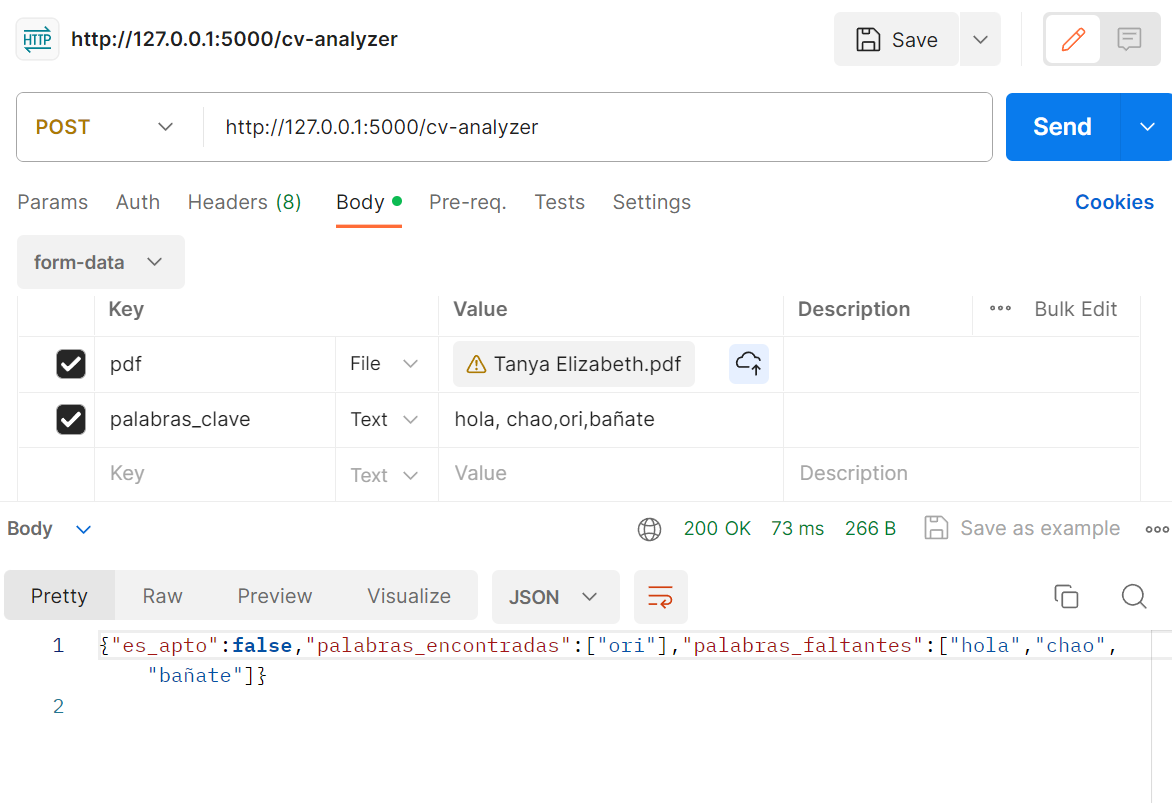 HTTP http://127.0.0.1:5000/cv-analyzer Save
POST http://127.0.0.1:5000/cv-analyzer Send
Params Auth Headers (8) Body Pre-req. Tests Settings Cookies
form-data
Key Value Description Bulk Edit
pdf File Tanya Elizabeth.pdf
palabras_clave Text hola, chao,ori,bañate
Key Text Value Description
Body 200 OK 73 ms 266 B Save as example
Pretty Raw Preview Visualize JSON
1 {"es_apto":false,"palabras_encontradas":["ori"],"palabras_faltantes":["hola","chao",
"bañate"]}
2